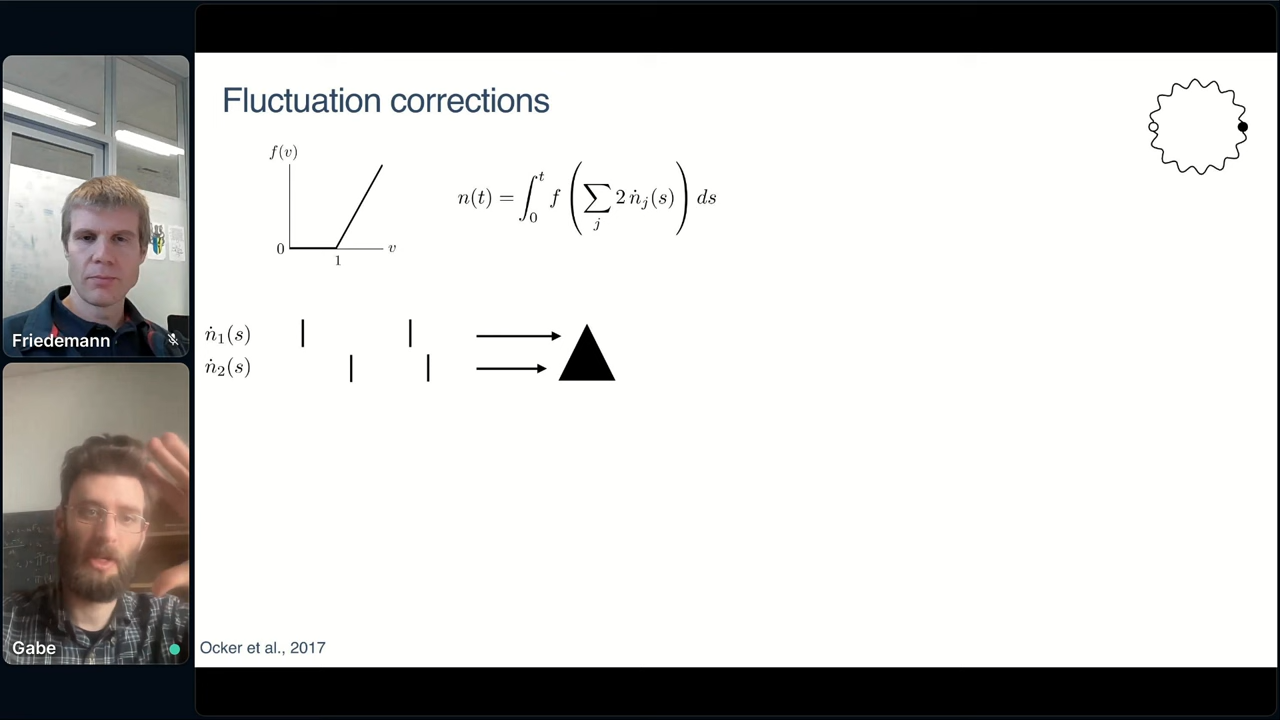 Fluctuation corrections
f(v)
0
1
v
n(t) = ∫₀ᵗ f ( ∑ⱼ 2 ṅⱼ(s) ) ds
ṅ₁(s)
ṅ₂(s)
Friedemann
Gabe
Ocker et al., 2017